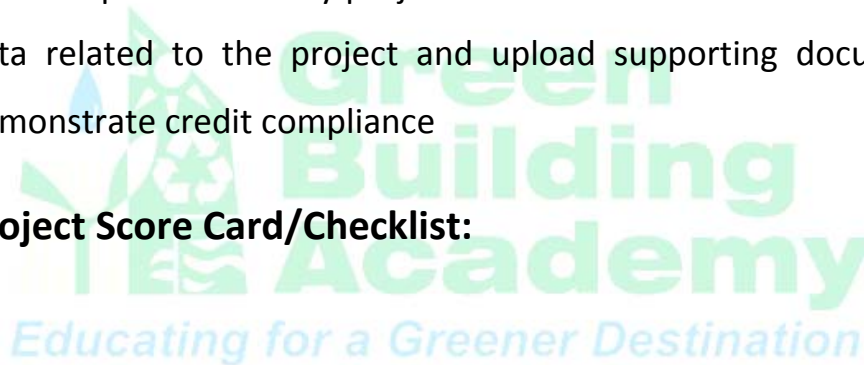 ta related to the project and upload supporting docu
monstrate credit compliance
oject Score Card/Checklist:
Green
Building
Academy
Educating for a Greener Destination